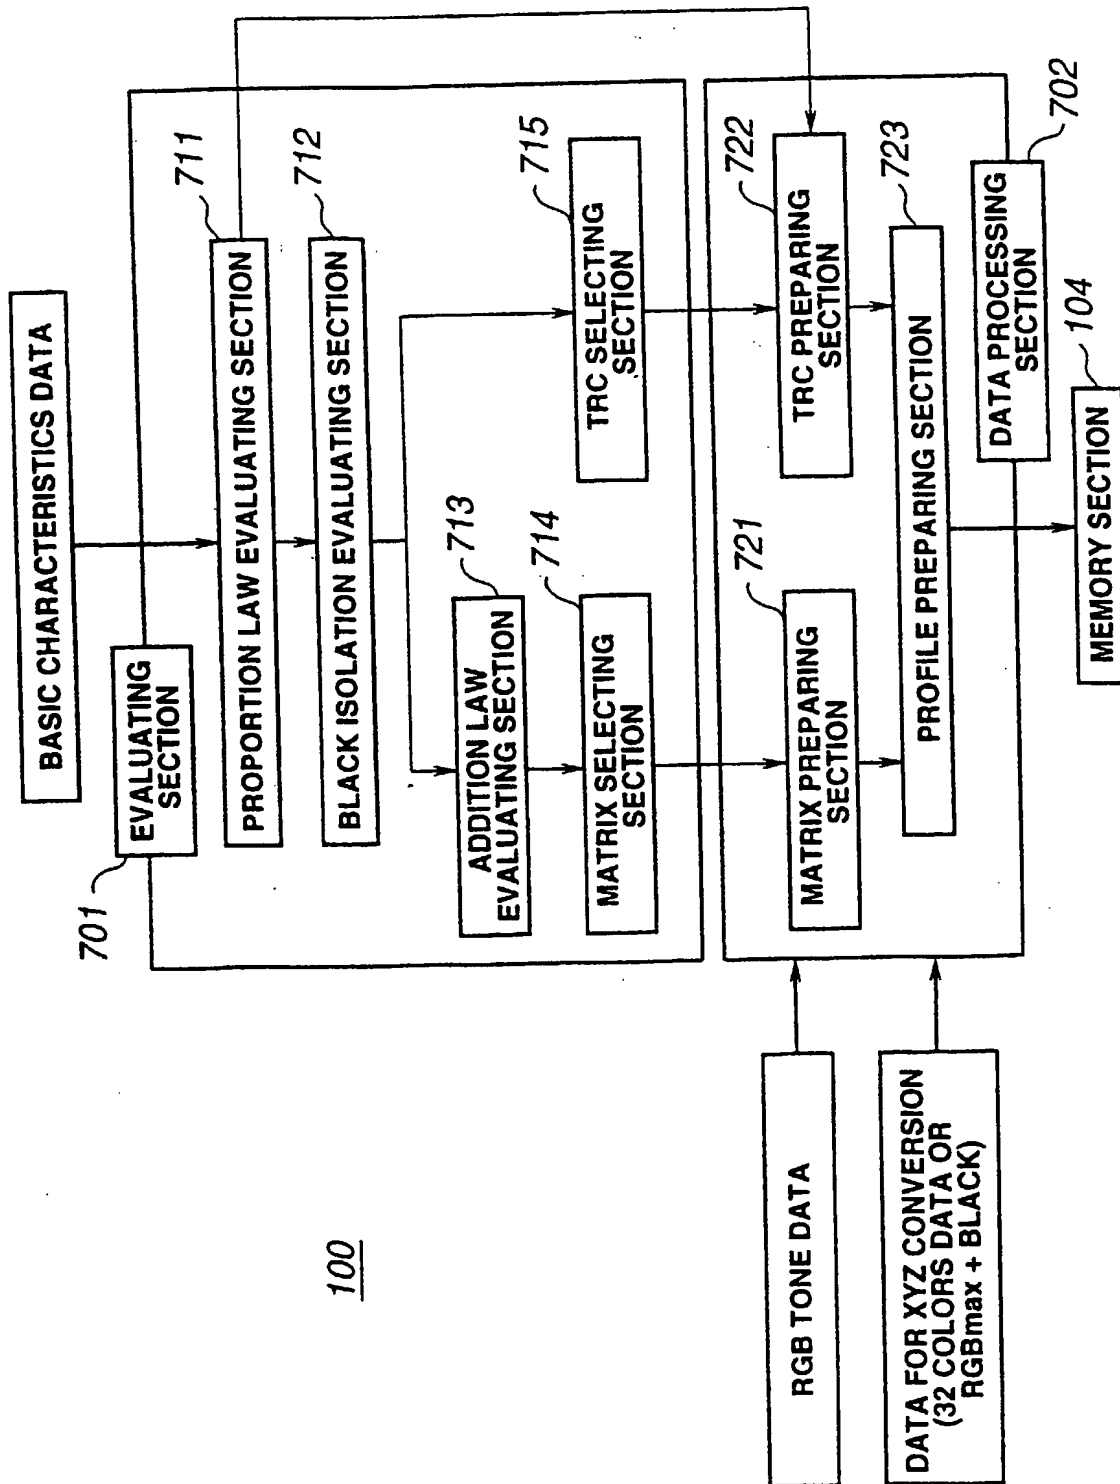 BASIC CHARACTERISTICS DATA
701
EVALUATING
SECTION
711
PROPORTION LAW EVALUATING SECTION
712
BLACK ISOLATION EVALUATING SECTION
713
ADDITION LAW
EVALUATING SECTION
714
MATRIX SELECTING
SECTION
715
TRC SELECTING
SECTION
100
RGB TONE DATA
DATA FOR XYZ CONVERSION
(32 COLORS DATA OR
RGBmax + BLACK)
721
MATRIX PREPARING
SECTION
722
TRC PREPARING
SECTION
723
PROFILE PREPARING SECTION
702
DATA PROCESSING
SECTION
104
MEMORY SECTION